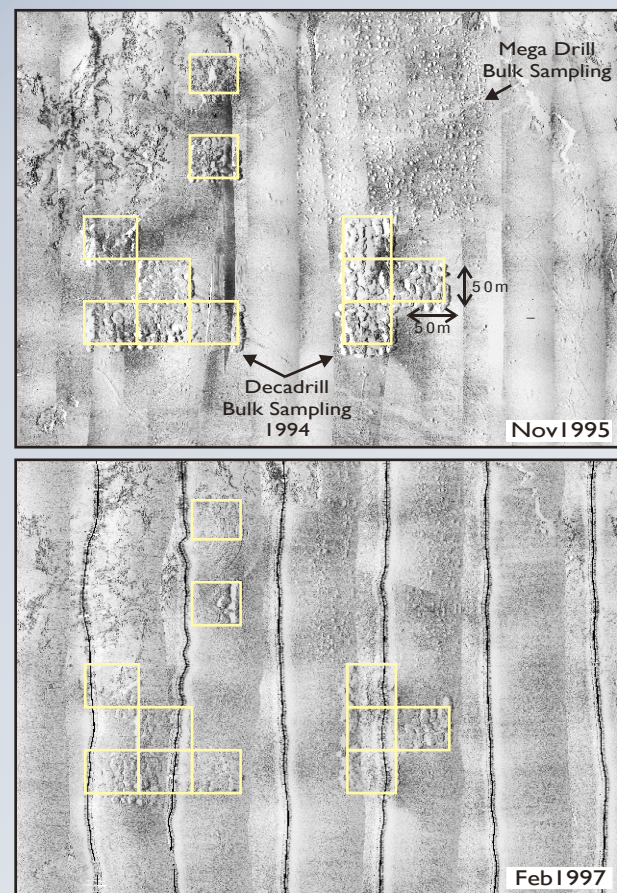 Mega Drill
Bulk Sampling
50m
50m
Decadrill
Bulk Sampling
1994
Nov1995
Feb1997